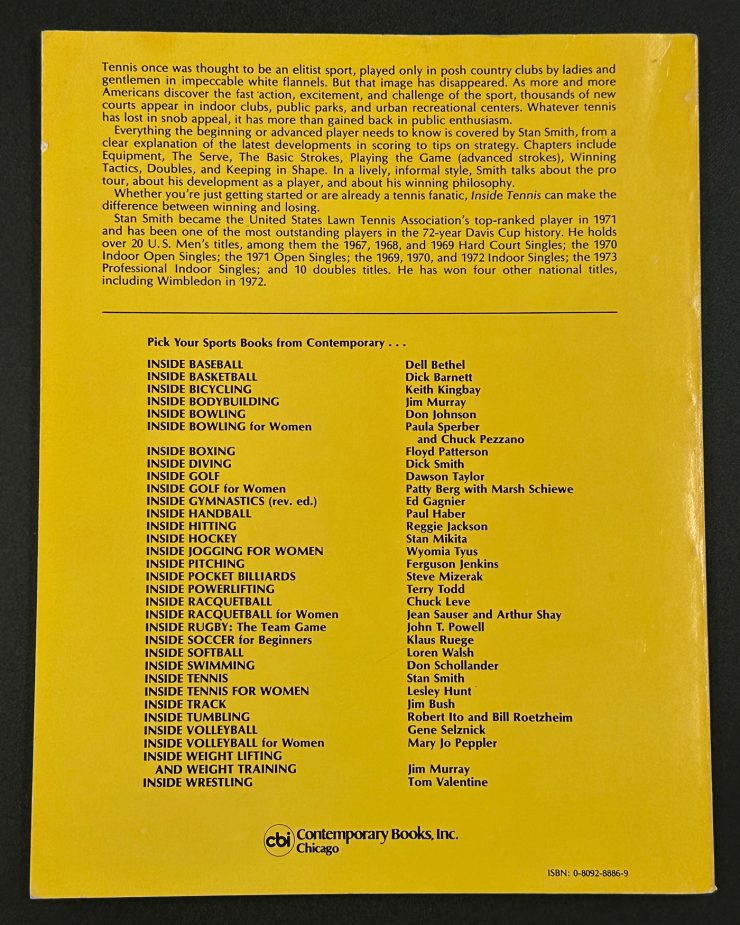 Tennis once was thought to be an elitist sport, played only in posh country clubs by ladies and
gentlemen in impeccable white flannels. But that image has disappeared. As more and more
Americans discover the fast action, excitement, and challenge of the sport, thousands of new
courts appear in indoor clubs, public parks, and urban recreational centers. Whatever tennis
has lost in snob appeal, it has more than gained back in public enthusiasm.
Everything the beginning or advanced player needs to know is covered by Stan Smith, from a
clear explanation of the latest developments in scoring to tips on strategy. Chapters include
Equipment, The Serve, The Basic Strokes, Playing the Game (advanced strokes), Winning
Tactics, Doubles, and Keeping in Shape. In a lively, informal style, Smith talks about the pro
tour, about his development as a player, and about his winning philosophy.
Whether you're just getting started or are already a tennis fanatic, Inside Tennis can make the
difference between winning and losing.
Stan Smith became the United States Lawn Tennis Association's top-ranked player in 1971
and has been one of the most outstanding players in the 72-year Davis Cup history. He holds
over 20 U.S. Men's titles, among them the 1967, 1968, and 1969 Hard Court Singles; the 1970
Indoor Open Singles; the 1971 Open Singles; the 1969, 1970, and 1972 Indoor Singles; the 1973
Professional Indoor Singles; and 10 doubles titles. He has won four other national titles,
including Wimbledon in 1972.
Pick Your Sports Books from Contemporary . . .
INSIDE BASEBALL Dell Bethel
INSIDE BASKETBALL Dick Barnett
INSIDE BICYCLING Keith Kingbay
INSIDE BODYBUILDING Jim Murray
INSIDE BOWLING Don Johnson
INSIDE BOWLING for Women Paula Sperber
and Chuck Pezzano
INSIDE BOXING Floyd Patterson
INSIDE DIVING Dick Smith
INSIDE GOLF Dawson Taylor
INSIDE GOLF for Women Patty Berg with Marsh Schiewe
INSIDE GYMNASTICS (rev. ed.) Ed Gagnier
INSIDE HANDBALL Paul Haber
INSIDE HITTING Reggie Jackson
INSIDE HOCKEY Stan Mikita
INSIDE JOGGING FOR WOMEN Wyomia Tyus
INSIDE PITCHING Ferguson Jenkins
INSIDE POCKET BILLIARDS Steve Mizerak
INSIDE POWERLIFTING Terry Todd
INSIDE RACQUETBALL Chuck Leve
INSIDE RACQUETBALL for Women Jean Sauser and Arthur Shay
INSIDE RUGBY: The Team Game John T. Powell
INSIDE SOCCER for Beginners Klaus Ruege
INSIDE SOFTBALL Loren Walsh
INSIDE SWIMMING Don Schollander
INSIDE TENNIS Stan Smith
INSIDE TENNIS FOR WOMEN Lesley Hunt
INSIDE TRACK Jim Bush
INSIDE TUMBLING Robert Ito and Bill Roetzheim
INSIDE VOLLEYBALL Gene Selznick
INSIDE VOLLEYBALL for Women Mary Jo Peppler
INSIDE WEIGHT LIFTING
AND WEIGHT TRAINING Jim Murray
INSIDE WRESTLING Tom Valentine
cbi Contemporary Books, Inc.
Chicago
ISBN: 0-8092-8886-9